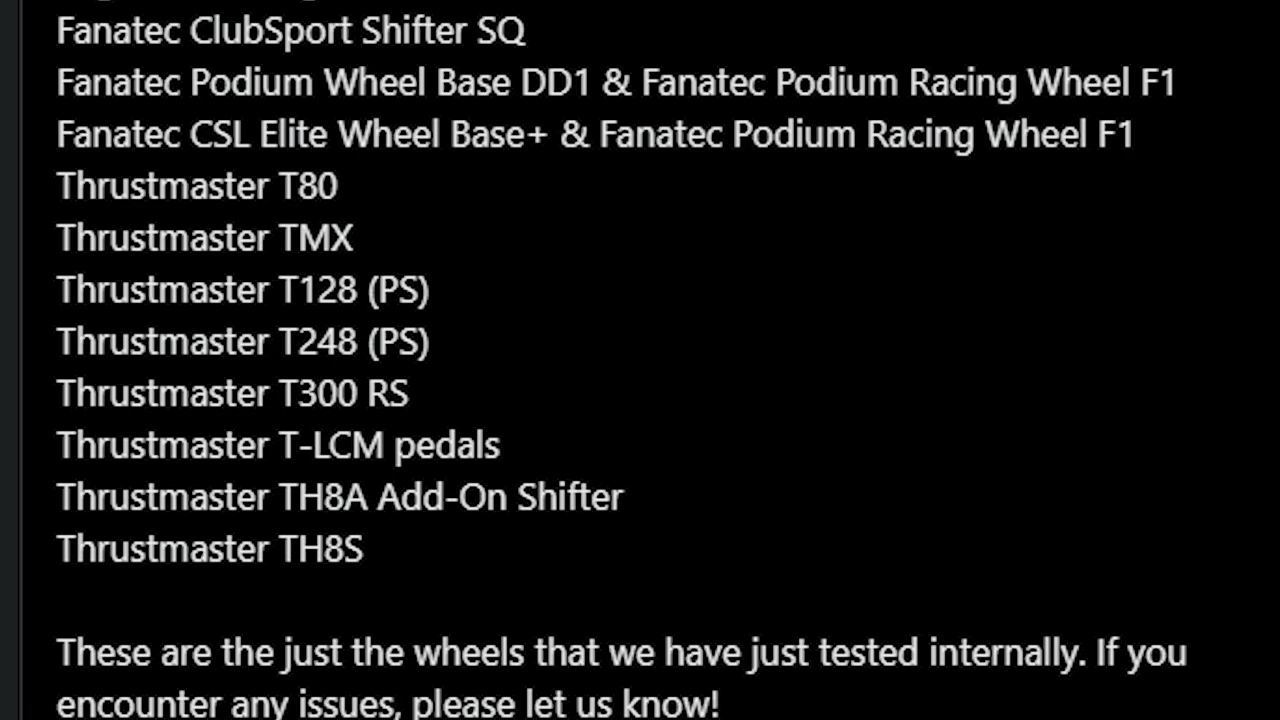 Fanatec ClubSport Shifter SQ
Fanatec Podium Wheel Base DD1 & Fanatec Podium Racing Wheel F1
Fanatec CSL Elite Wheel Base+ & Fanatec Podium Racing Wheel F1
Thrustmaster T80
Thrustmaster TMX
Thrustmaster T128 (PS)
Thrustmaster T248 (PS)
Thrustmaster T300 RS
Thrustmaster T-LCM pedals
Thrustmaster TH8A Add-On Shifter
Thrustmaster TH8S
These are the just the wheels that we have just tested internally. If you
encounter any issues, please let us know!